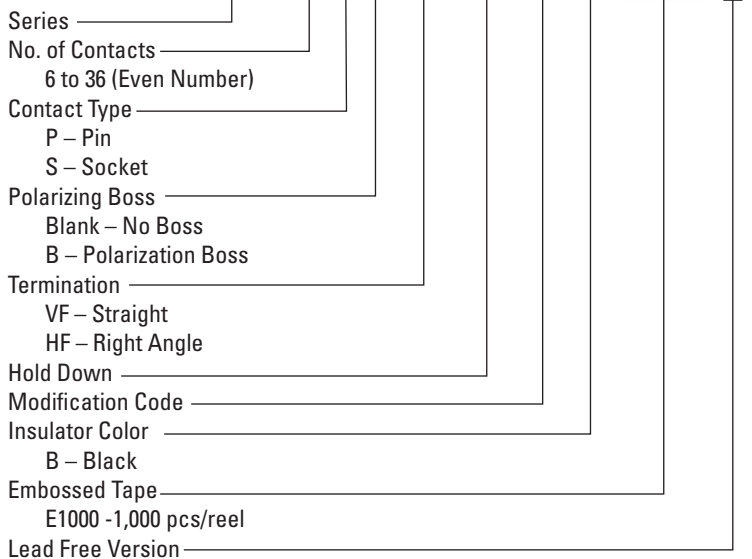 Series
No. of Contacts
6 to 36 (Even Number)
Contact Type
P – Pin
S – Socket
Polarizing Boss
Blank – No Boss
B – Polarization Boss
Termination
VF – Straight
HF – Right Angle
Hold Down
Modification Code
Insulator Color
B – Black
Embossed Tape
E1000 -1,000 pcs/reel
Lead Free Version